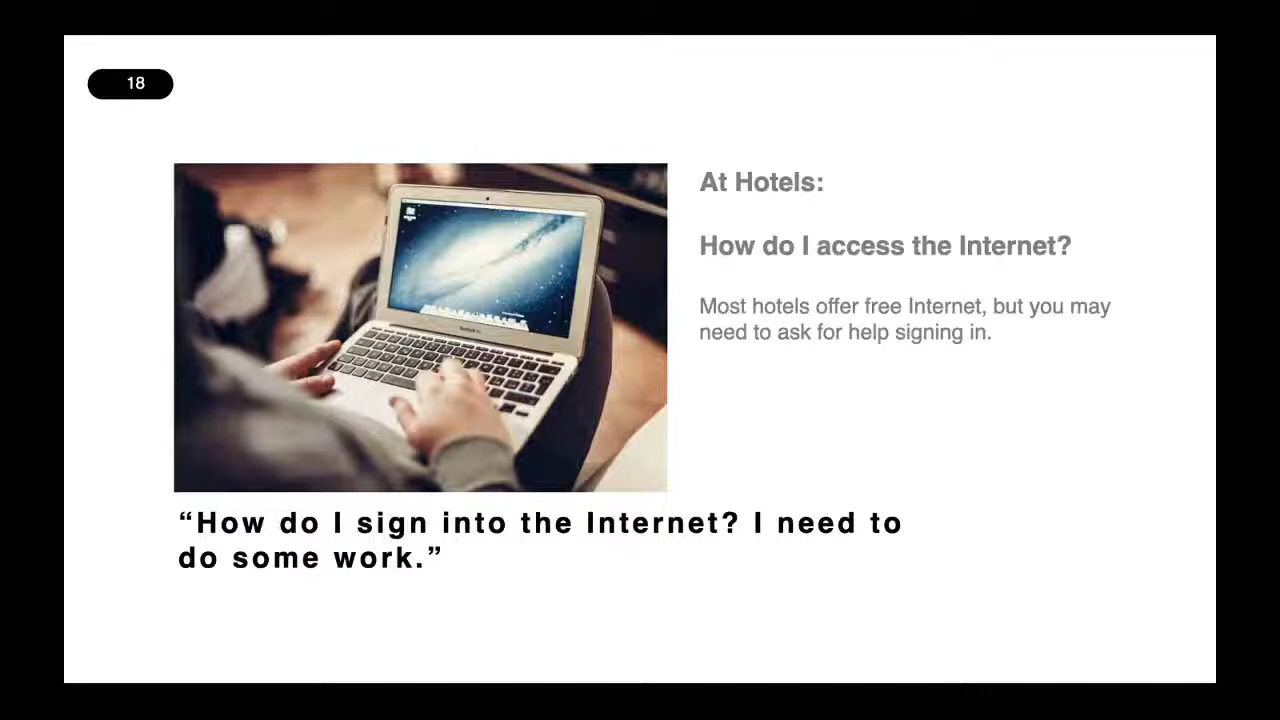 18
At Hotels:
How do I access the Internet?
Most hotels offer free Internet, but you may
need to ask for help signing in.
“How do I sign into the Internet? I need to
do some work.”